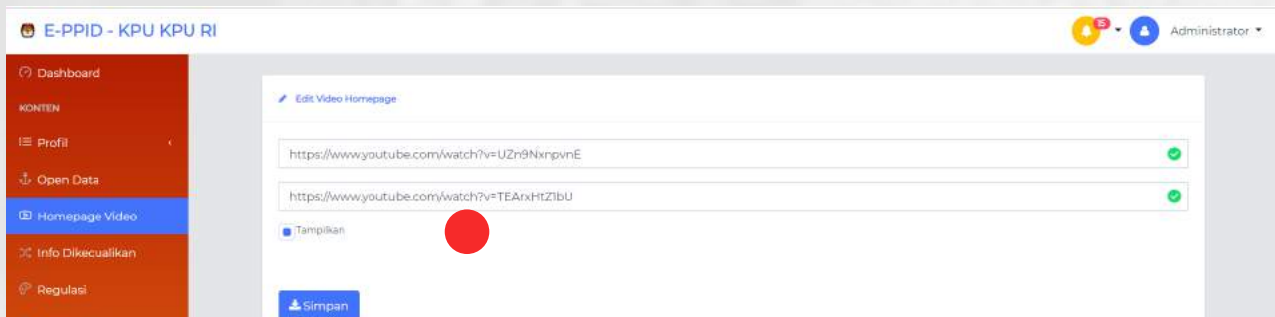 E-PPID - KPU KPU RI
15
Administrator
Dashboard
KONTEN
Profil
Open Data
Homepage Video
Info Dikecualikan
Regulasi
Edit Video Homepage
https://www.youtube.com/watch?v=UZn9NxnpvnE
https://www.youtube.com/watch?v=TEArxHtZ1bU
Tampilkan
Simpan